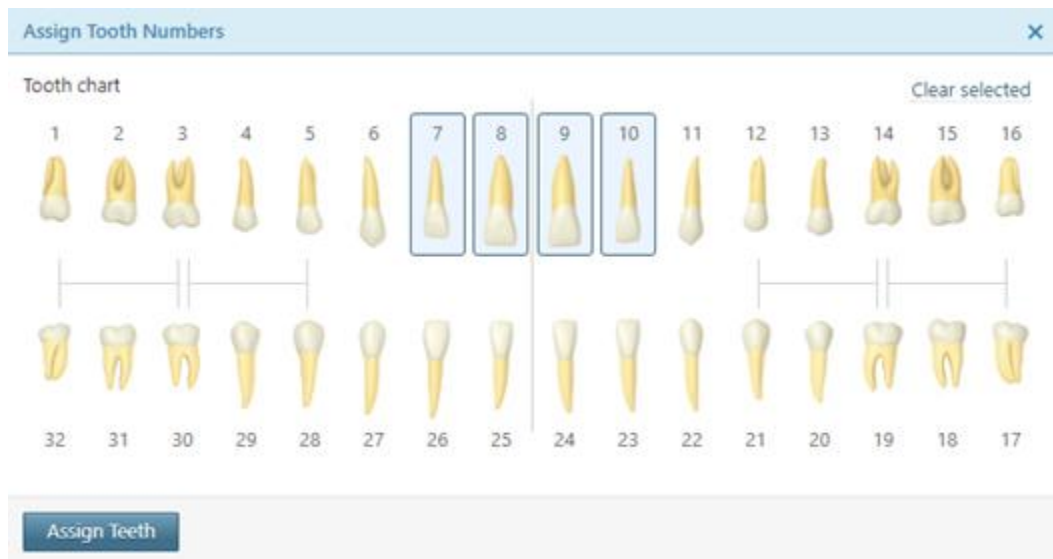 Assign Tooth Numbers ×
Tooth chart
Clear selected
1 2 3 4 5 6 7 8 9 10 11 12 13 14 15 16
32 31 30 29 28 27 26 25 24 23 22 21 20 19 18 17
Assign Teeth